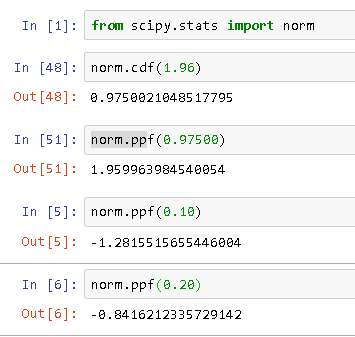 In [1]: from scipy.stats import norm
In [48]: norm.cdf(1.96)
Out[48]: 0.9750021048517795
In [51]: norm.ppf(0.97500)
Out[51]: 1.959963984540054
In [5]: norm.ppf(0.10)
Out[5]: -1.2815515655446004
In [6]: norm.ppf(0.20)
Out[6]: -0.8416212335729142